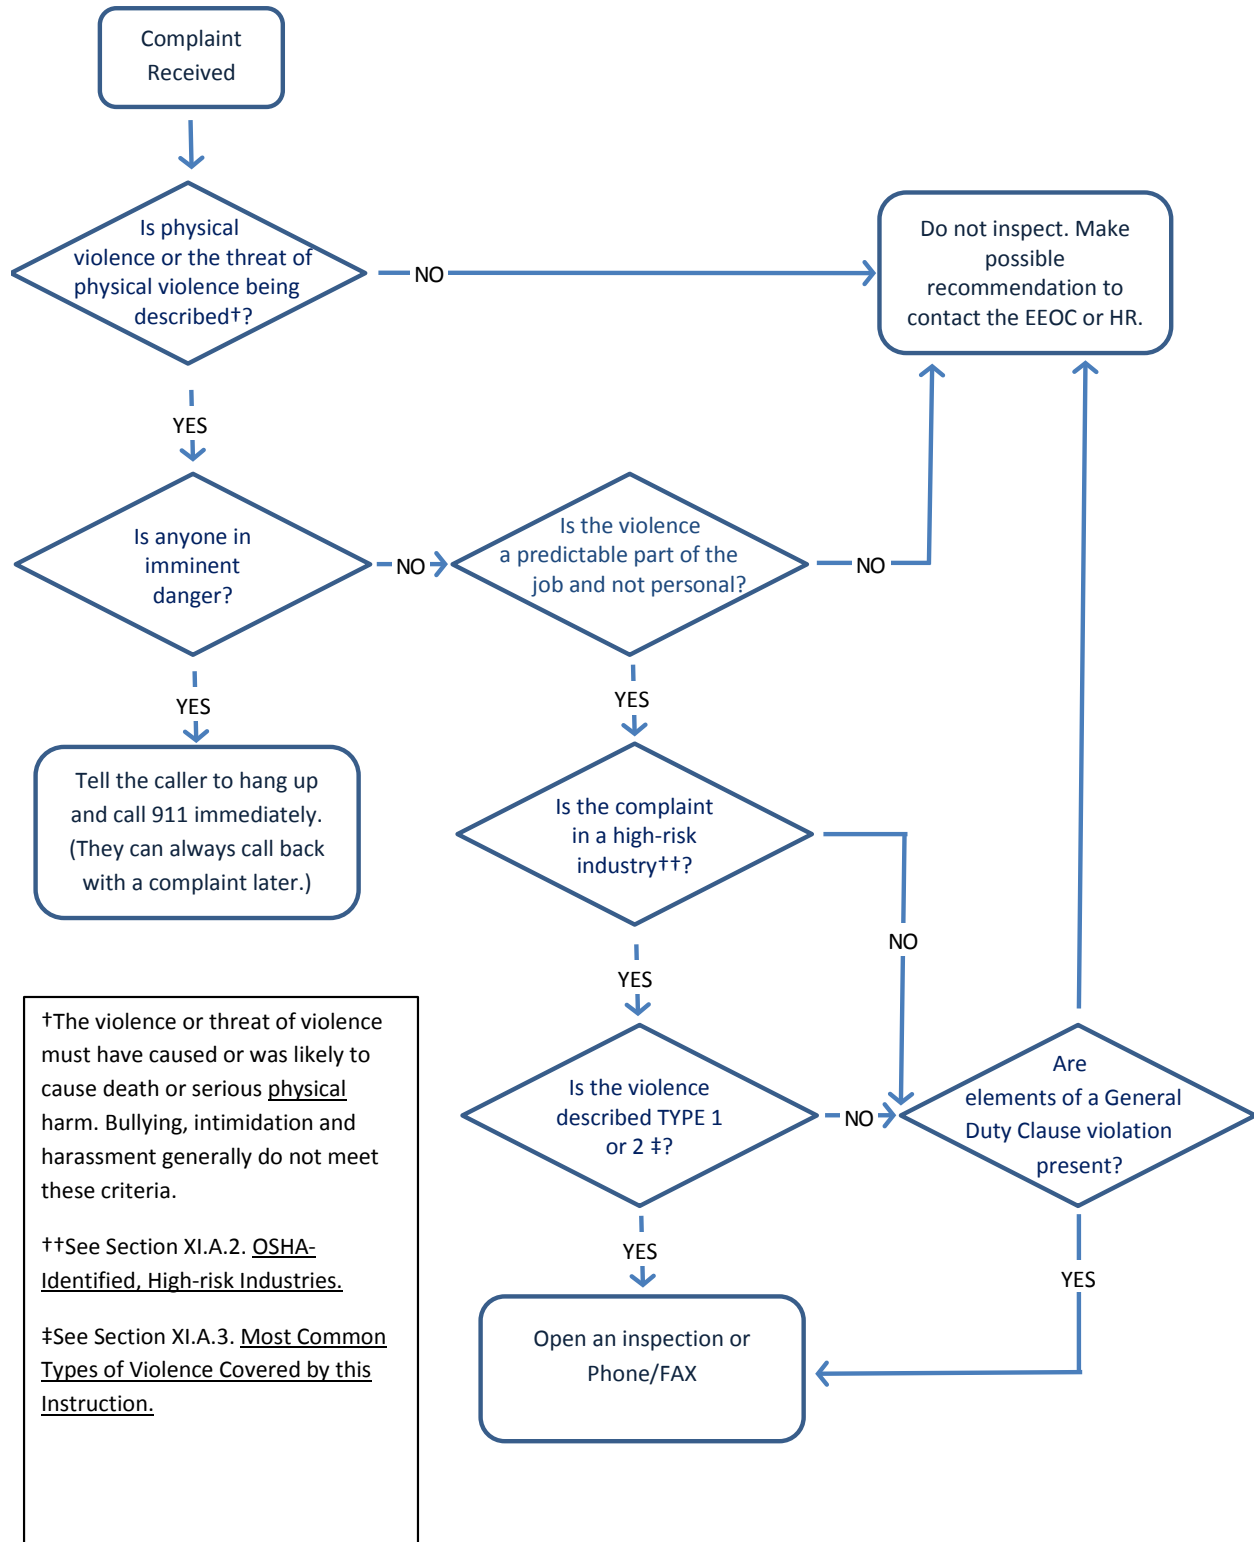 Complaint
Received
Is physical
violence or the threat of
physical violence being
described†?
NO
Do not inspect. Make
possible
recommendation to
contact the EEOC or HR.
YES
Is anyone in
imminent
danger?
NO
Is the violence
a predictable part of the
job and not personal?
NO
YES
Tell the caller to hang up
and call 911 immediately.
(They can always call back
with a complaint later.)
YES
Is the complaint
in a high-risk
industry††?
NO
YES
Is the violence
described TYPE 1
or 2 ‡?
NO
Are
elements of a General
Duty Clause violation
present?
YES
YES
Open an inspection or
Phone/FAX
†The violence or threat of violence
must have caused or was likely to
cause death or serious physical
harm. Bullying, intimidation and
harassment generally do not meet
these criteria.
††See Section XI.A.2. OSHA-
Identified, High-risk Industries.
‡See Section XI.A.3. Most Common
Types of Violence Covered by this
Instruction.